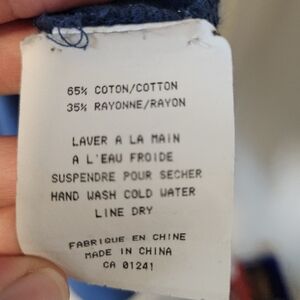 65% COTON/COTTON
35% RAYONNE/RAYON
LAVER A LA MAIN
A L'EAU FROIDE
SUSPENDRE POUR SECHER
HAND WASH COLD WATER
LINE DRY
FABRIQUE EN CHINE
MADE IN CHINA
CA 01241